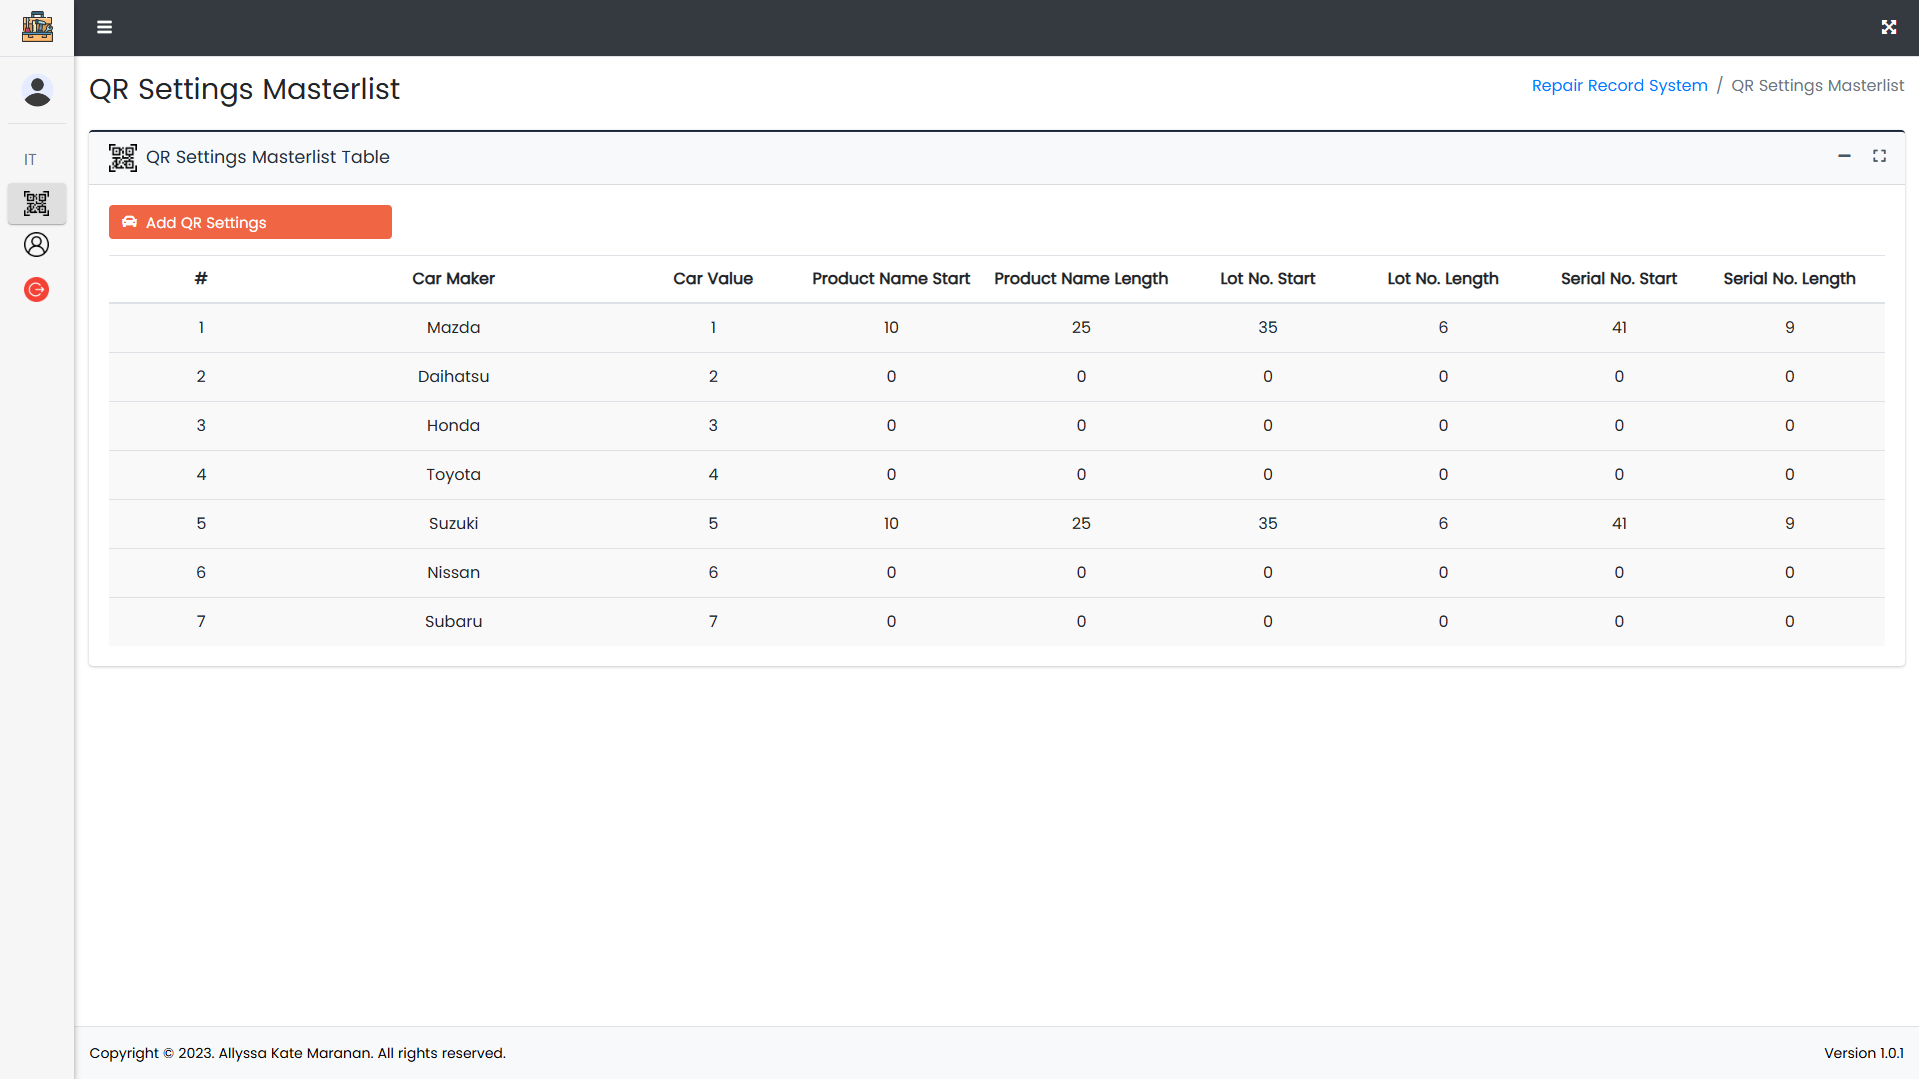 QR Settings Masterlist
Repair Record System / QR Settings Masterlist
IT
QR Settings Masterlist Table
Add QR Settings
# Car Maker Car Value Product Name Start Product Name Length Lot No. Start Lot No. Length Serial No. Start Serial No. Length
1 Mazda 1 10 25 35 6 41 9
2 Daihatsu 2 0 0 0 0 0 0
3 Honda 3 0 0 0 0 0 0
4 Toyota 4 0 0 0 0 0 0
5 Suzuki 5 10 25 35 6 41 9
6 Nissan 6 0 0 0 0 0 0
7 Subaru 7 0 0 0 0 0 0
Copyright © 2023. Allyssa Kate Maranan. All rights reserved.
Version 1.0.1